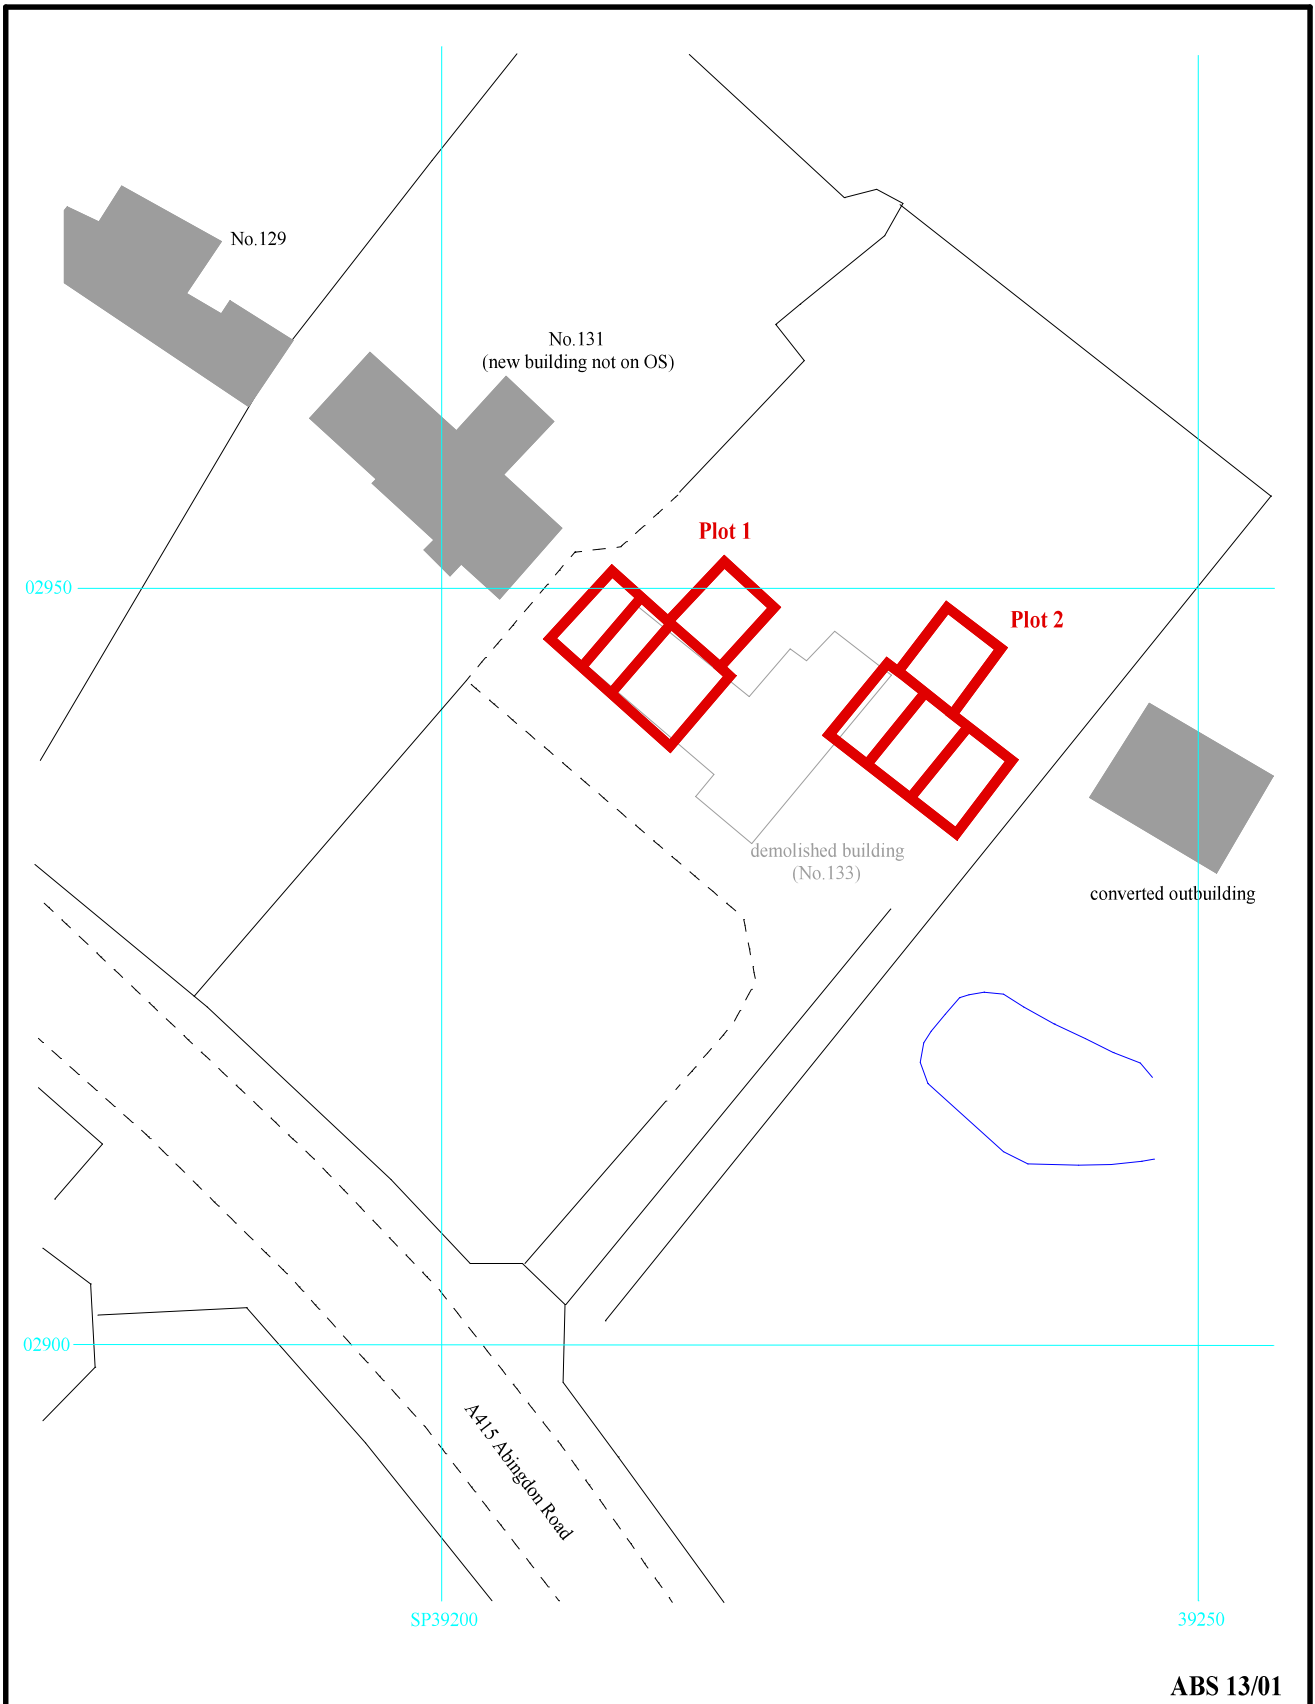 No.129
No.131
(new building not on OS)
Plot 1
02950
Plot 2
demolished building
(No.133)
converted outbuilding
02900
A415 Abingdon Road
SP39200
39250
ABS 13/01